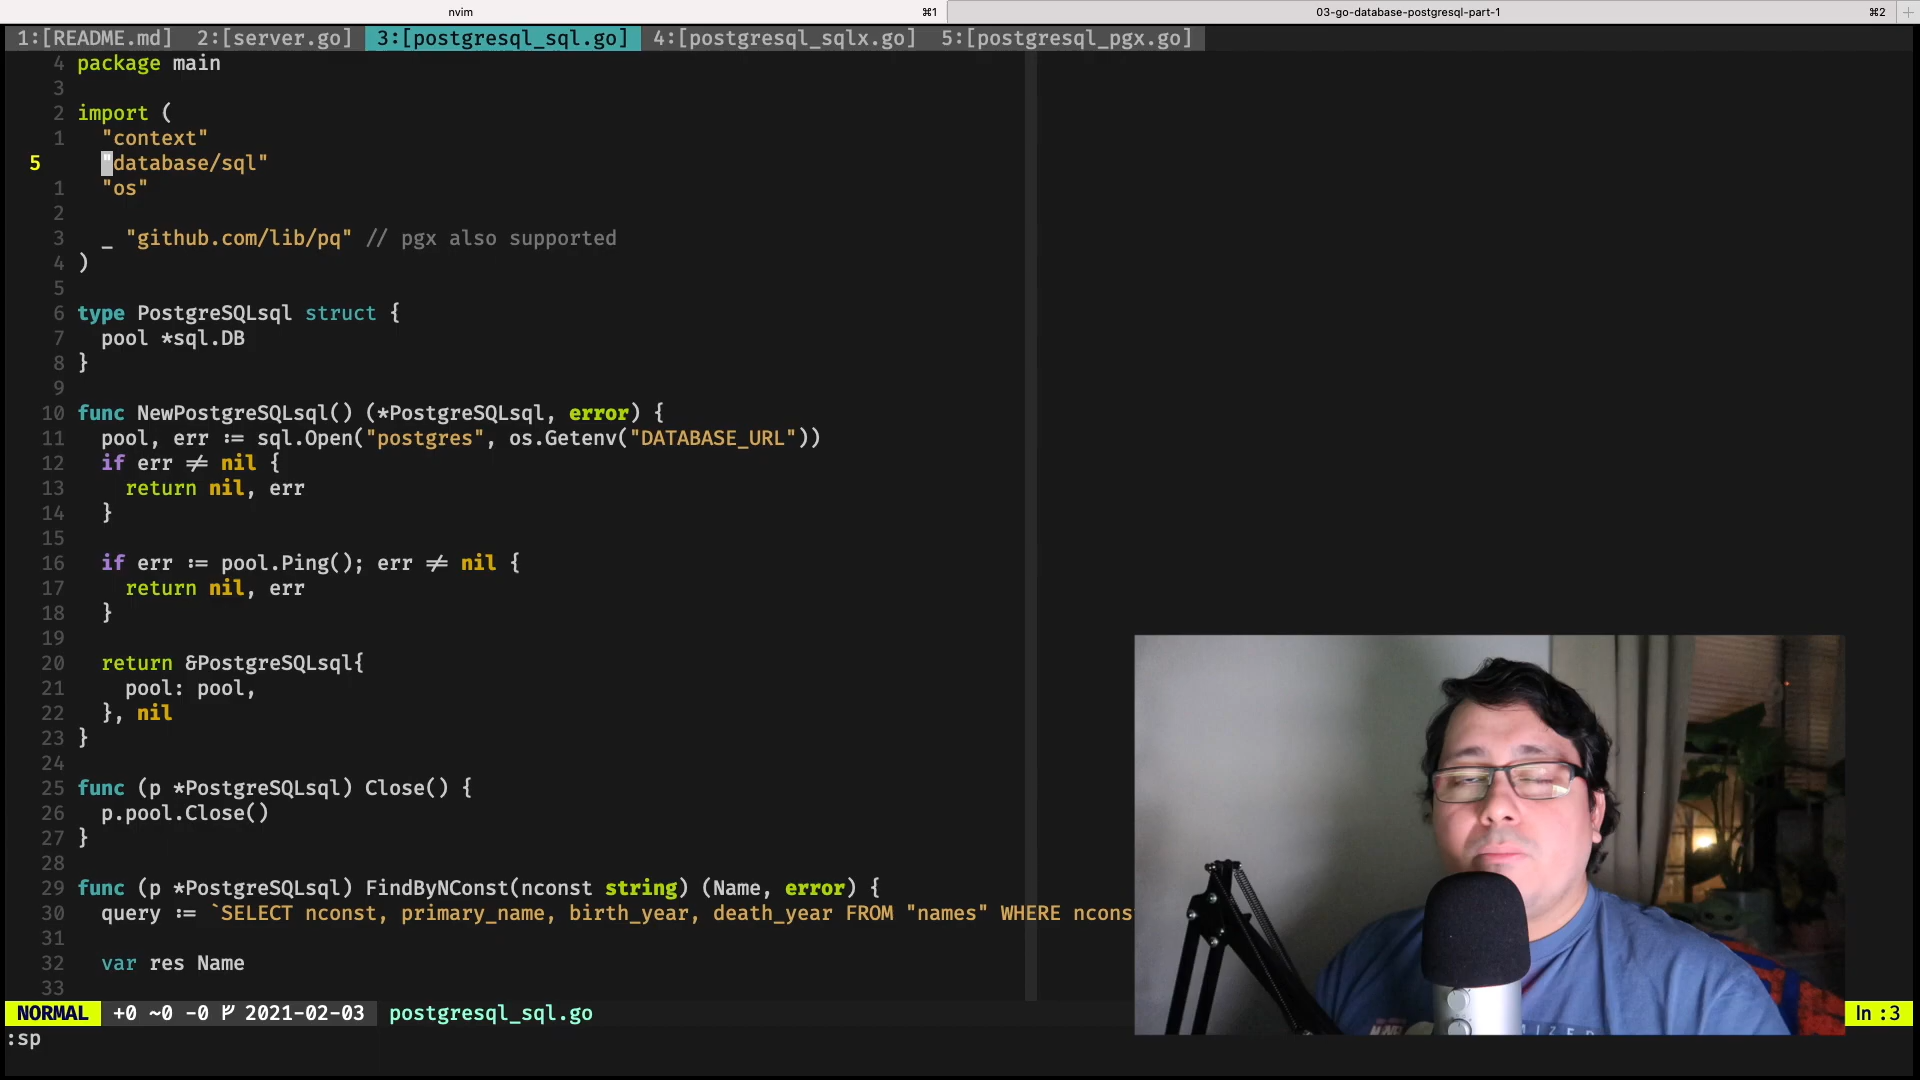 nvim ⌘1 03-go-database-postgresql-part-1 ⌘2 +
1:[README.md] 2:[server.go] 3:[postgresql_sql.go] 4:[postgresql_sqlx.go] 5:[postgresql_pgx.go]
4 package main
3
2 import (
1 "context"
5 "database/sql"
1 "os"
2
3 _ "github.com/lib/pq" // pgx also supported
4 )
5
6 type PostgreSQLsql struct {
7 pool *sql.DB
8 }
9
10 func NewPostgreSQLsql() (*PostgreSQLsql, error) {
11 pool, err := sql.Open("postgres", os.Getenv("DATABASE_URL"))
12 if err ≠ nil {
13 return nil, err
14 }
15
16 if err := pool.Ping(); err ≠ nil {
17 return nil, err
18 }
19
20 return &PostgreSQLsql{
21 pool: pool,
22 }, nil
23 }
24
25 func (p *PostgreSQLsql) Close() {
26 p.pool.Close()
27 }
28
29 func (p *PostgreSQLsql) FindByNConst(nconst string) (Name, error) {
30 query := `SELECT nconst, primary_name, birth_year, death_year FROM "names" WHERE ncons
31
32 var res Name
33
NORMAL +0 ~0 -0 2021-02-03 postgresql_sql.go ln :3
:sp